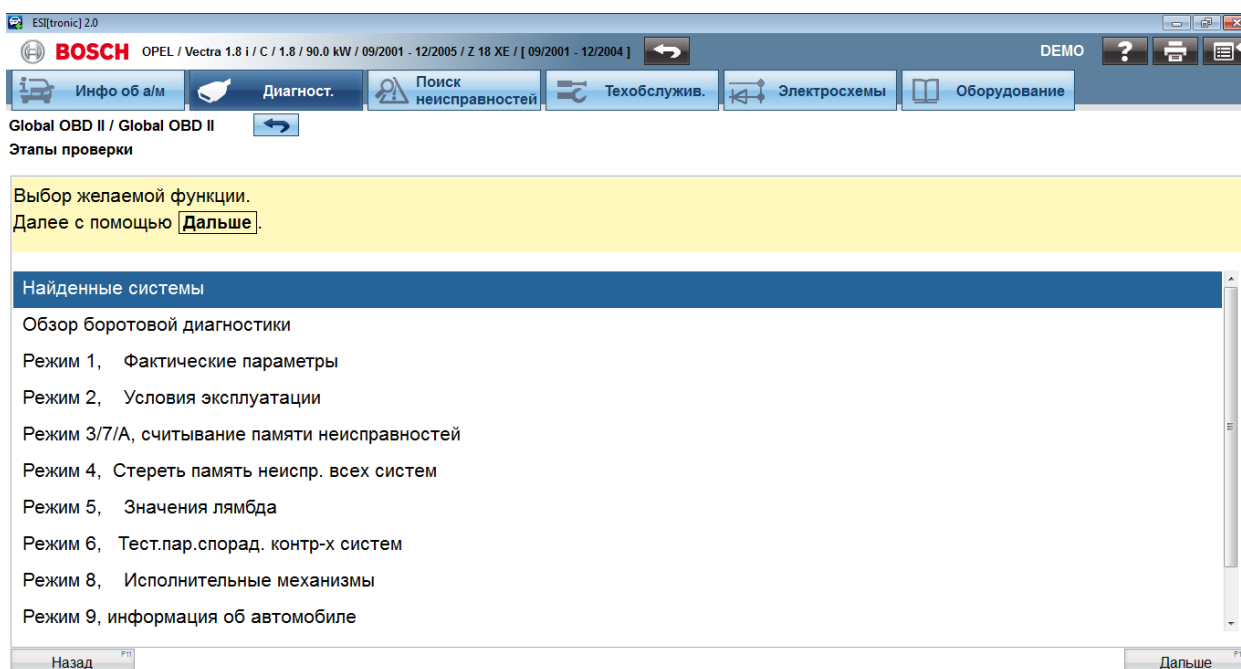 ESI[tronic] 2.0
BOSCH OPEL / Vectra 1.8 i / C / 1.8 / 90.0 kW / 09/2001 - 12/2005 / Z 18 XE / [ 09/2001 - 12/2004 ] DEMO ?
Инфо об а/м Диагност. Поиск неисправностей Техобслужив. Электросхемы Оборудование
Global OBD II / Global OBD II
Этапы проверки
Выбор желаемой функции.
Далее с помощью Дальше.
Найденные системы
Обзор боротовой диагностики
Режим 1, Фактические параметры
Режим 2, Условия эксплуатации
Режим 3/7/A, считывание памяти неисправностей
Режим 4, Стереть память неиспр. всех систем
Режим 5, Значения лямбда
Режим 6, Тест.пар.спорад. контр-х систем
Режим 8, Исполнительные механизмы
Режим 9, информация об автомобиле
Назад F11 Дальше